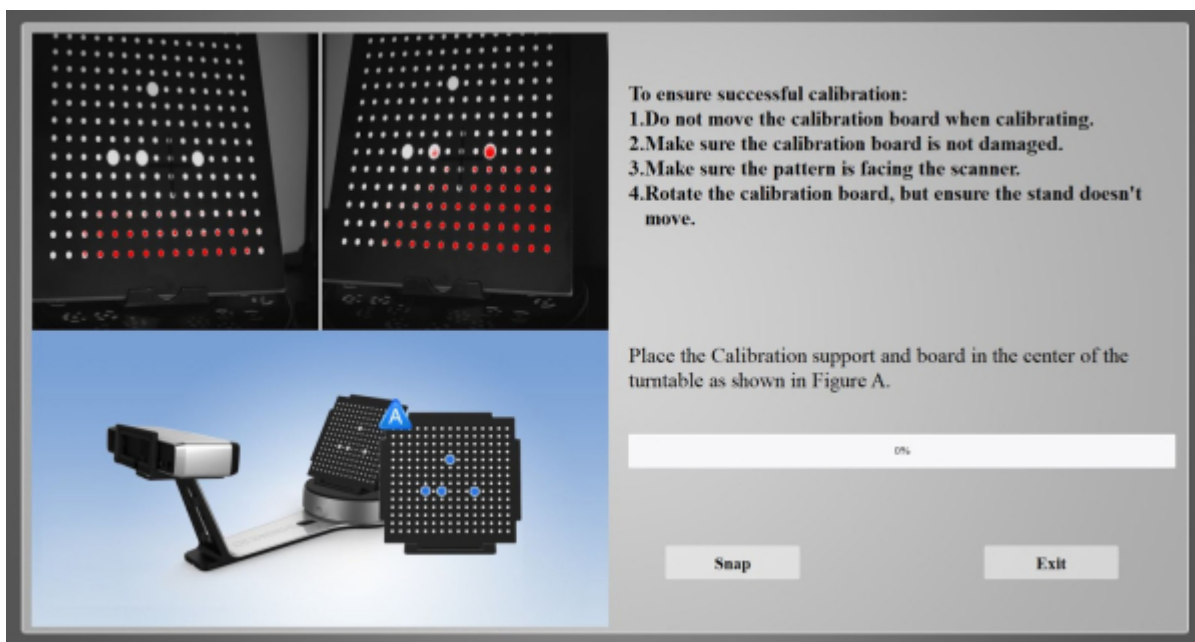 To ensure successful calibration:
1.Do not move the calibration board when calibrating.
2.Make sure the calibration board is not damaged.
3.Make sure the pattern is facing the scanner.
4.Rotate the calibration board, but ensure the stand doesn't
move.
Place the Calibration support and board in the center of the
turntable as shown in Figure A.
A
0%
Snap
Exit